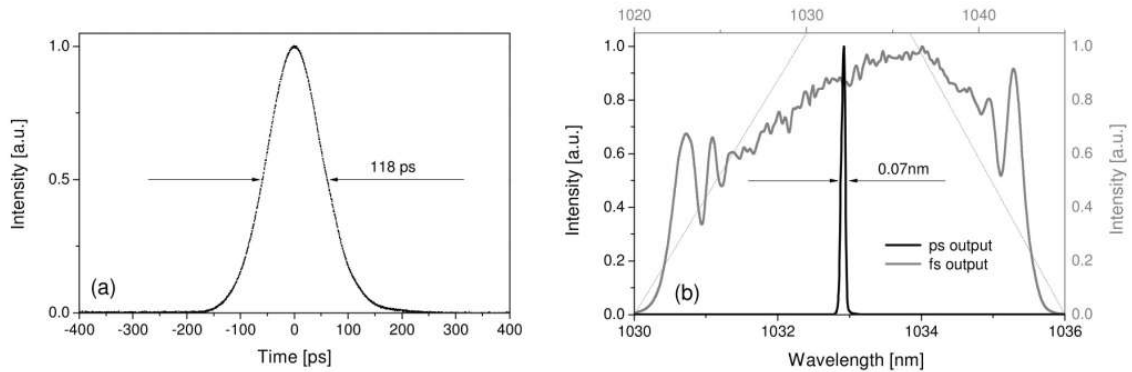 1.0
0.5
0.0
Intensity [a.u.]
118 ps
(a)
-400 -300 -200 -100 0 100 200 300 400
Time [ps]
1020 1030 1040
1.0
0.8
0.6
0.4
0.2
0.0
Intensity [a.u.]
0.07nm
ps output
fs output
(b)
1.0
0.8
0.6
0.4
0.2
0.0
Intensity [a.u.]
1030 1032 1034 1036
Wavelength [nm]